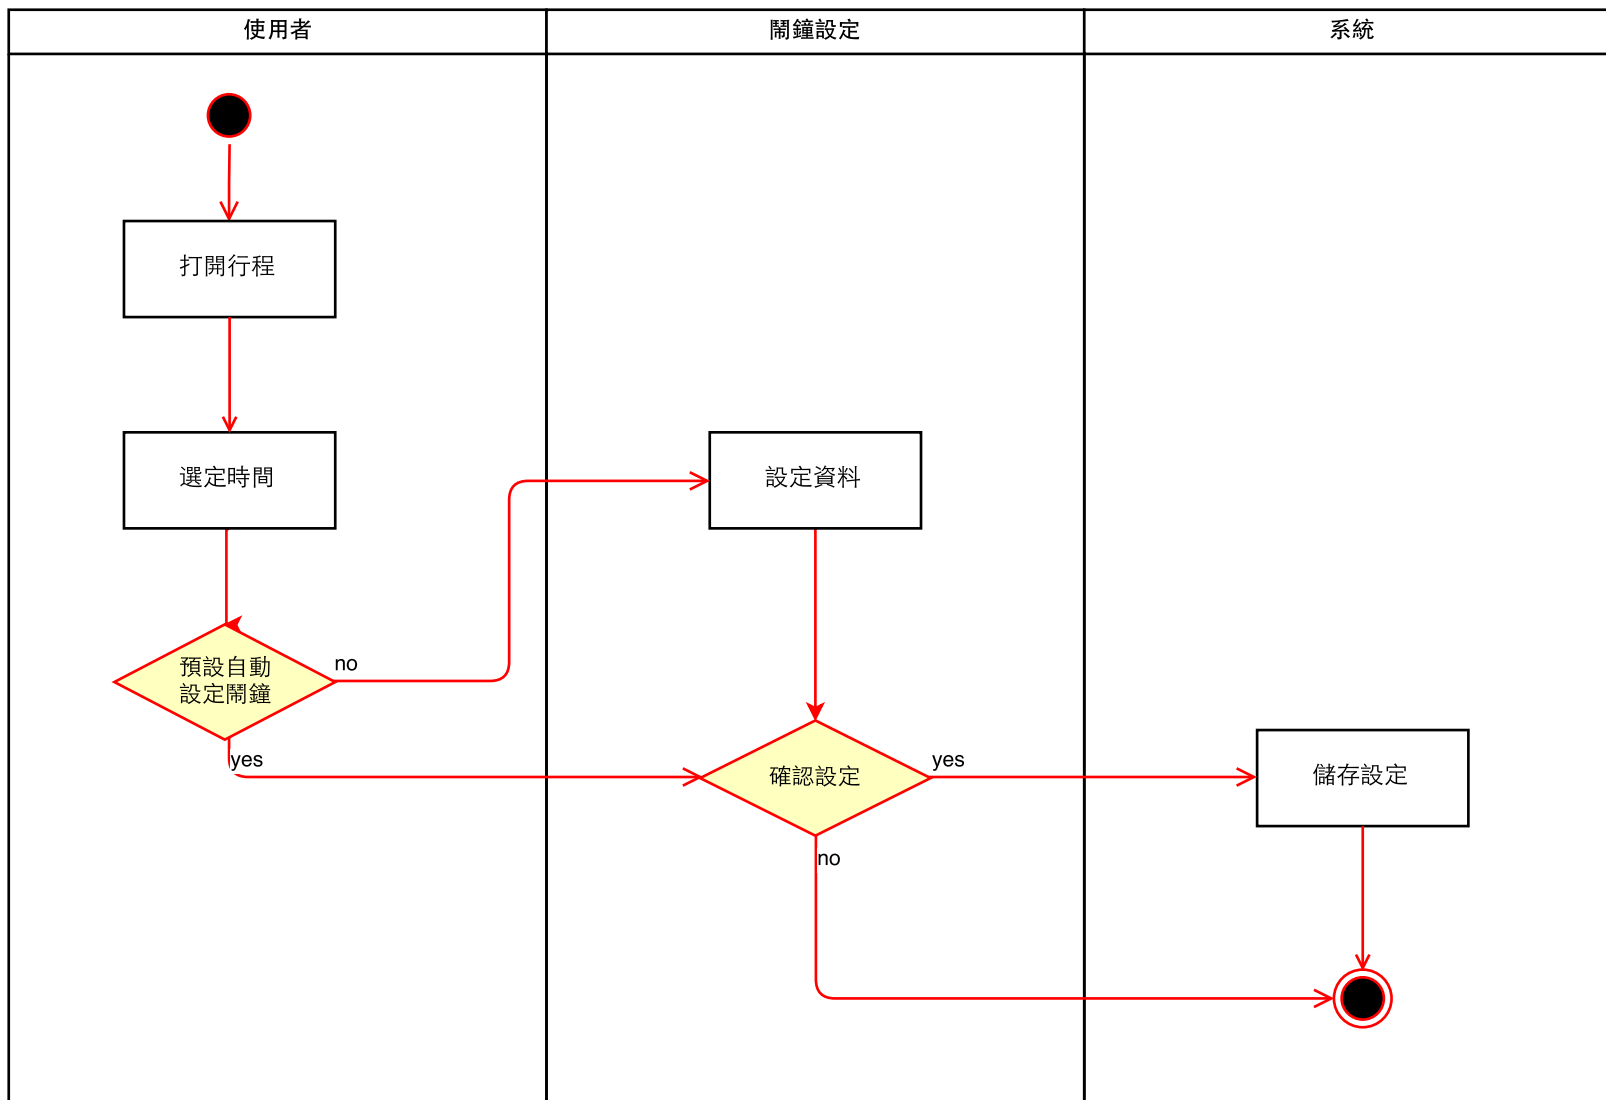 使用者
鬧鐘設定
系統
打開行程
選定時間
設定資料
預設自動
設定鬧鐘
no
yes
確認設定
yes
儲存設定
no